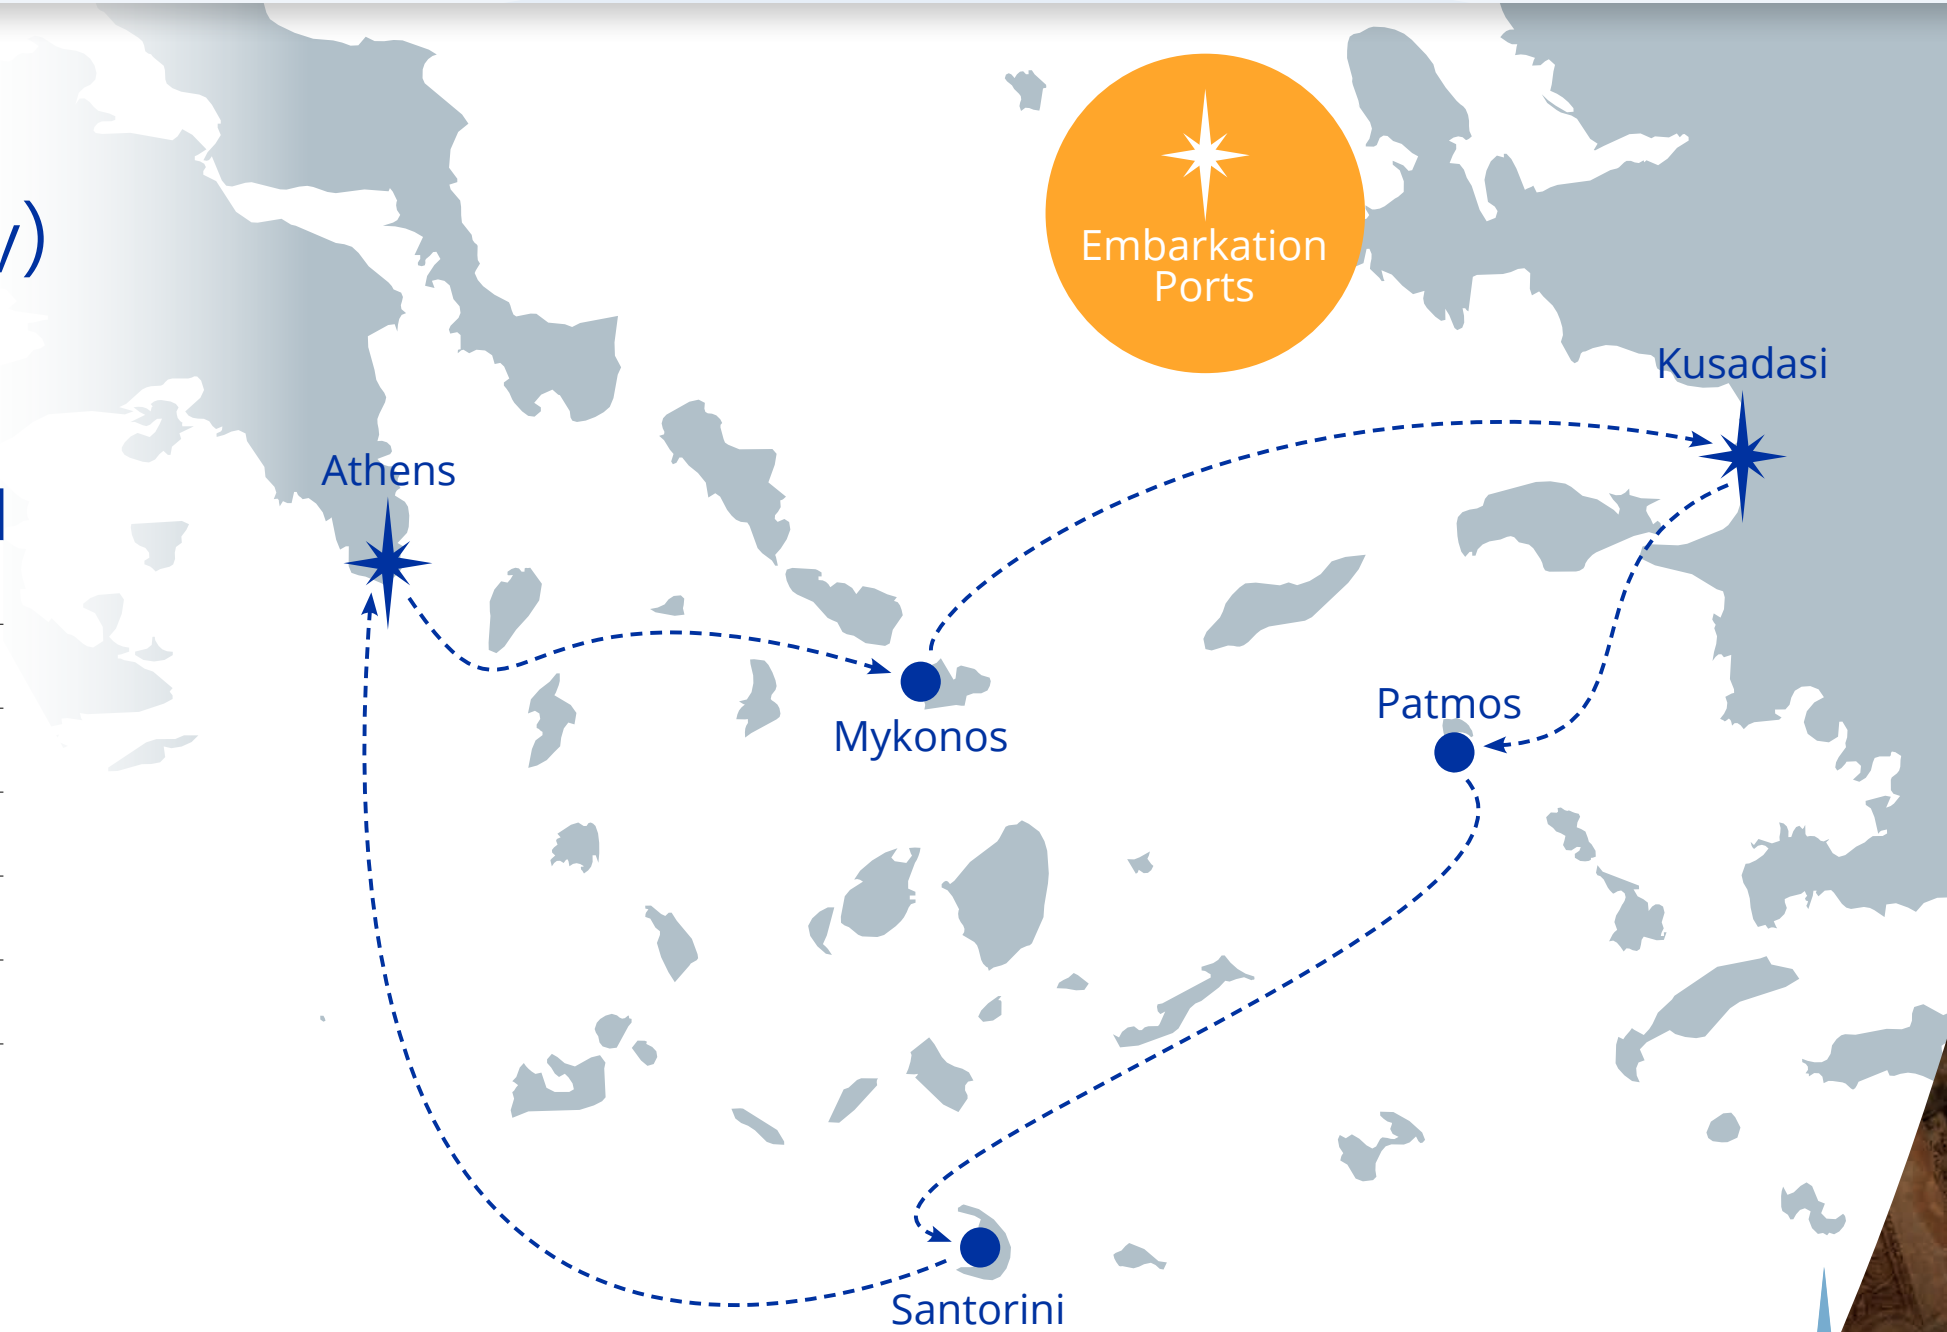 y)
Embarkation
Ports
Kusadasi
Athens
Patmos
Mykonos
Santorini